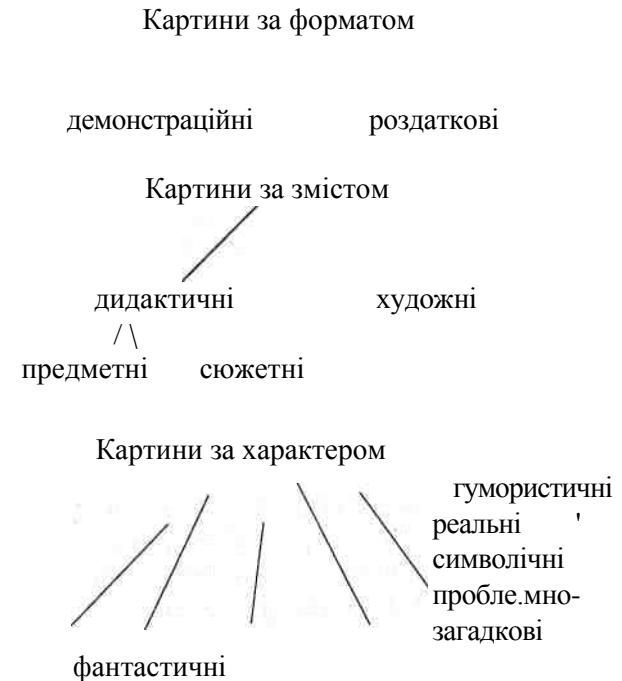 Картини за форматом
демонстраційні роздаткові
Картини за змістом
дидактичні художні
/ \
предметні сюжетні
Картини за характером
гумористичні
реальні '
символічні
пробле.мно-
загадкові
фантастичні